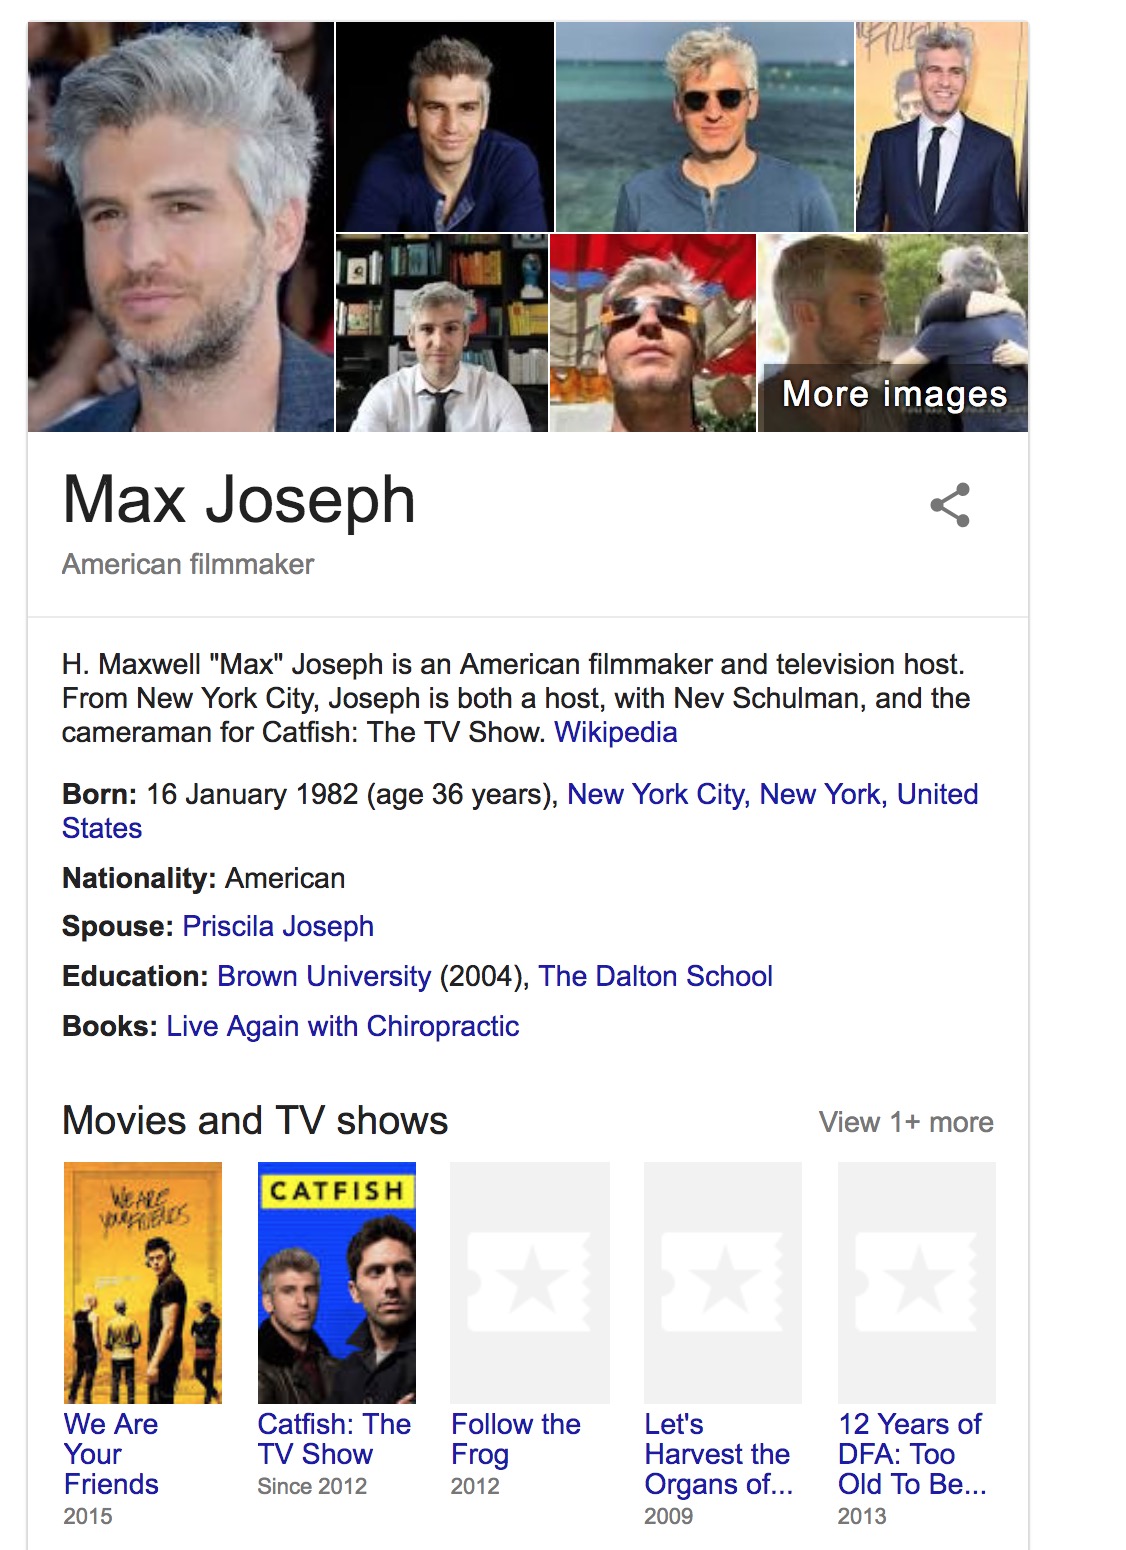 More images
Max Joseph
American filmmaker
H. Maxwell "Max" Joseph is an American filmmaker and television host.
From New York City, Joseph is both a host, with Nev Schulman, and the
cameraman for Catfish: The TV Show. Wikipedia
Born: 16 January 1982 (age 36 years), New York City, New York, United
States
Nationality: American
Spouse: Priscila Joseph
Education: Brown University (2004), The Dalton School
Books: Live Again with Chiropractic
Movies and TV shows
View 1+ more
WE ARE
YOUR FRIENDS
CATFISH
We Are
Your
Friends
2015
Catfish: The
TV Show
Since 2012
Follow the
Frog
2012
Let's
Harvest the
Organs of...
2009
12 Years of
DFA: Too
Old To Be...
2013